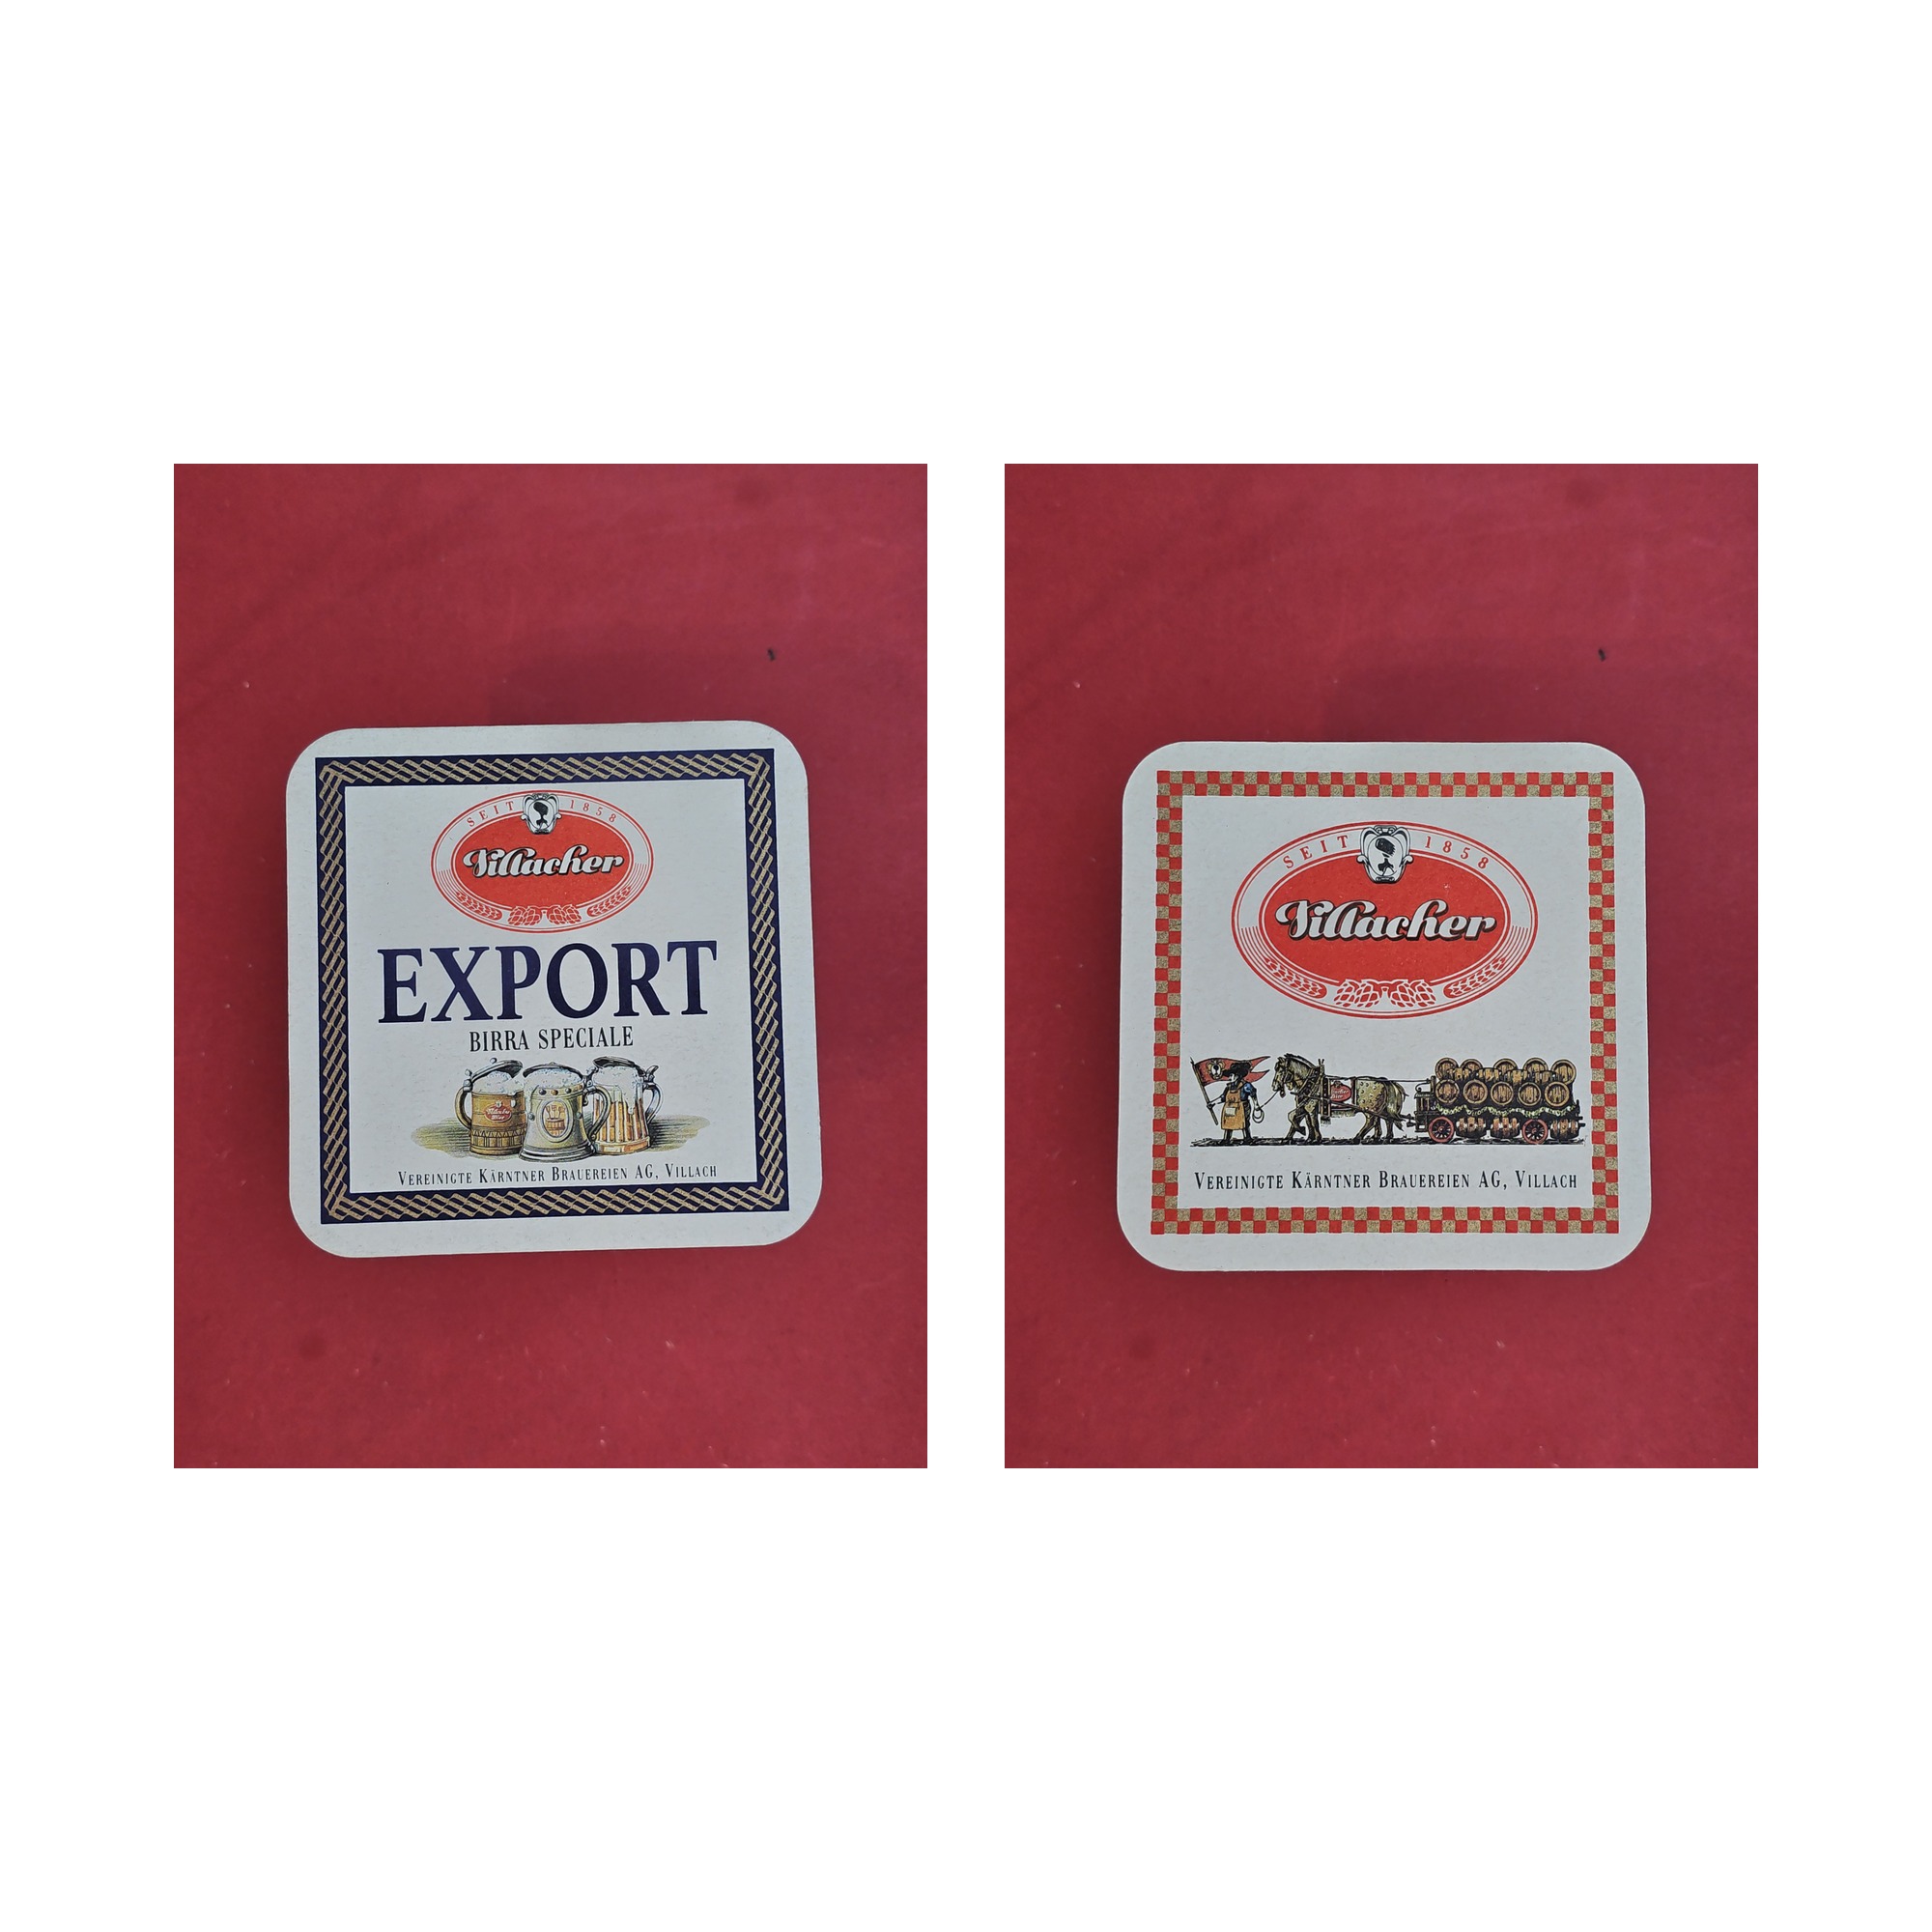 SEIT 1858
Villacher
EXPORT
BIRRA SPECIALE
VEREINIGTE KÄRNTNER BRAUEREIEN AG, VILLACH
SEIT 1858
Villacher
VEREINIGTE KÄRNTNER BRAUEREIEN AG, VILLACH